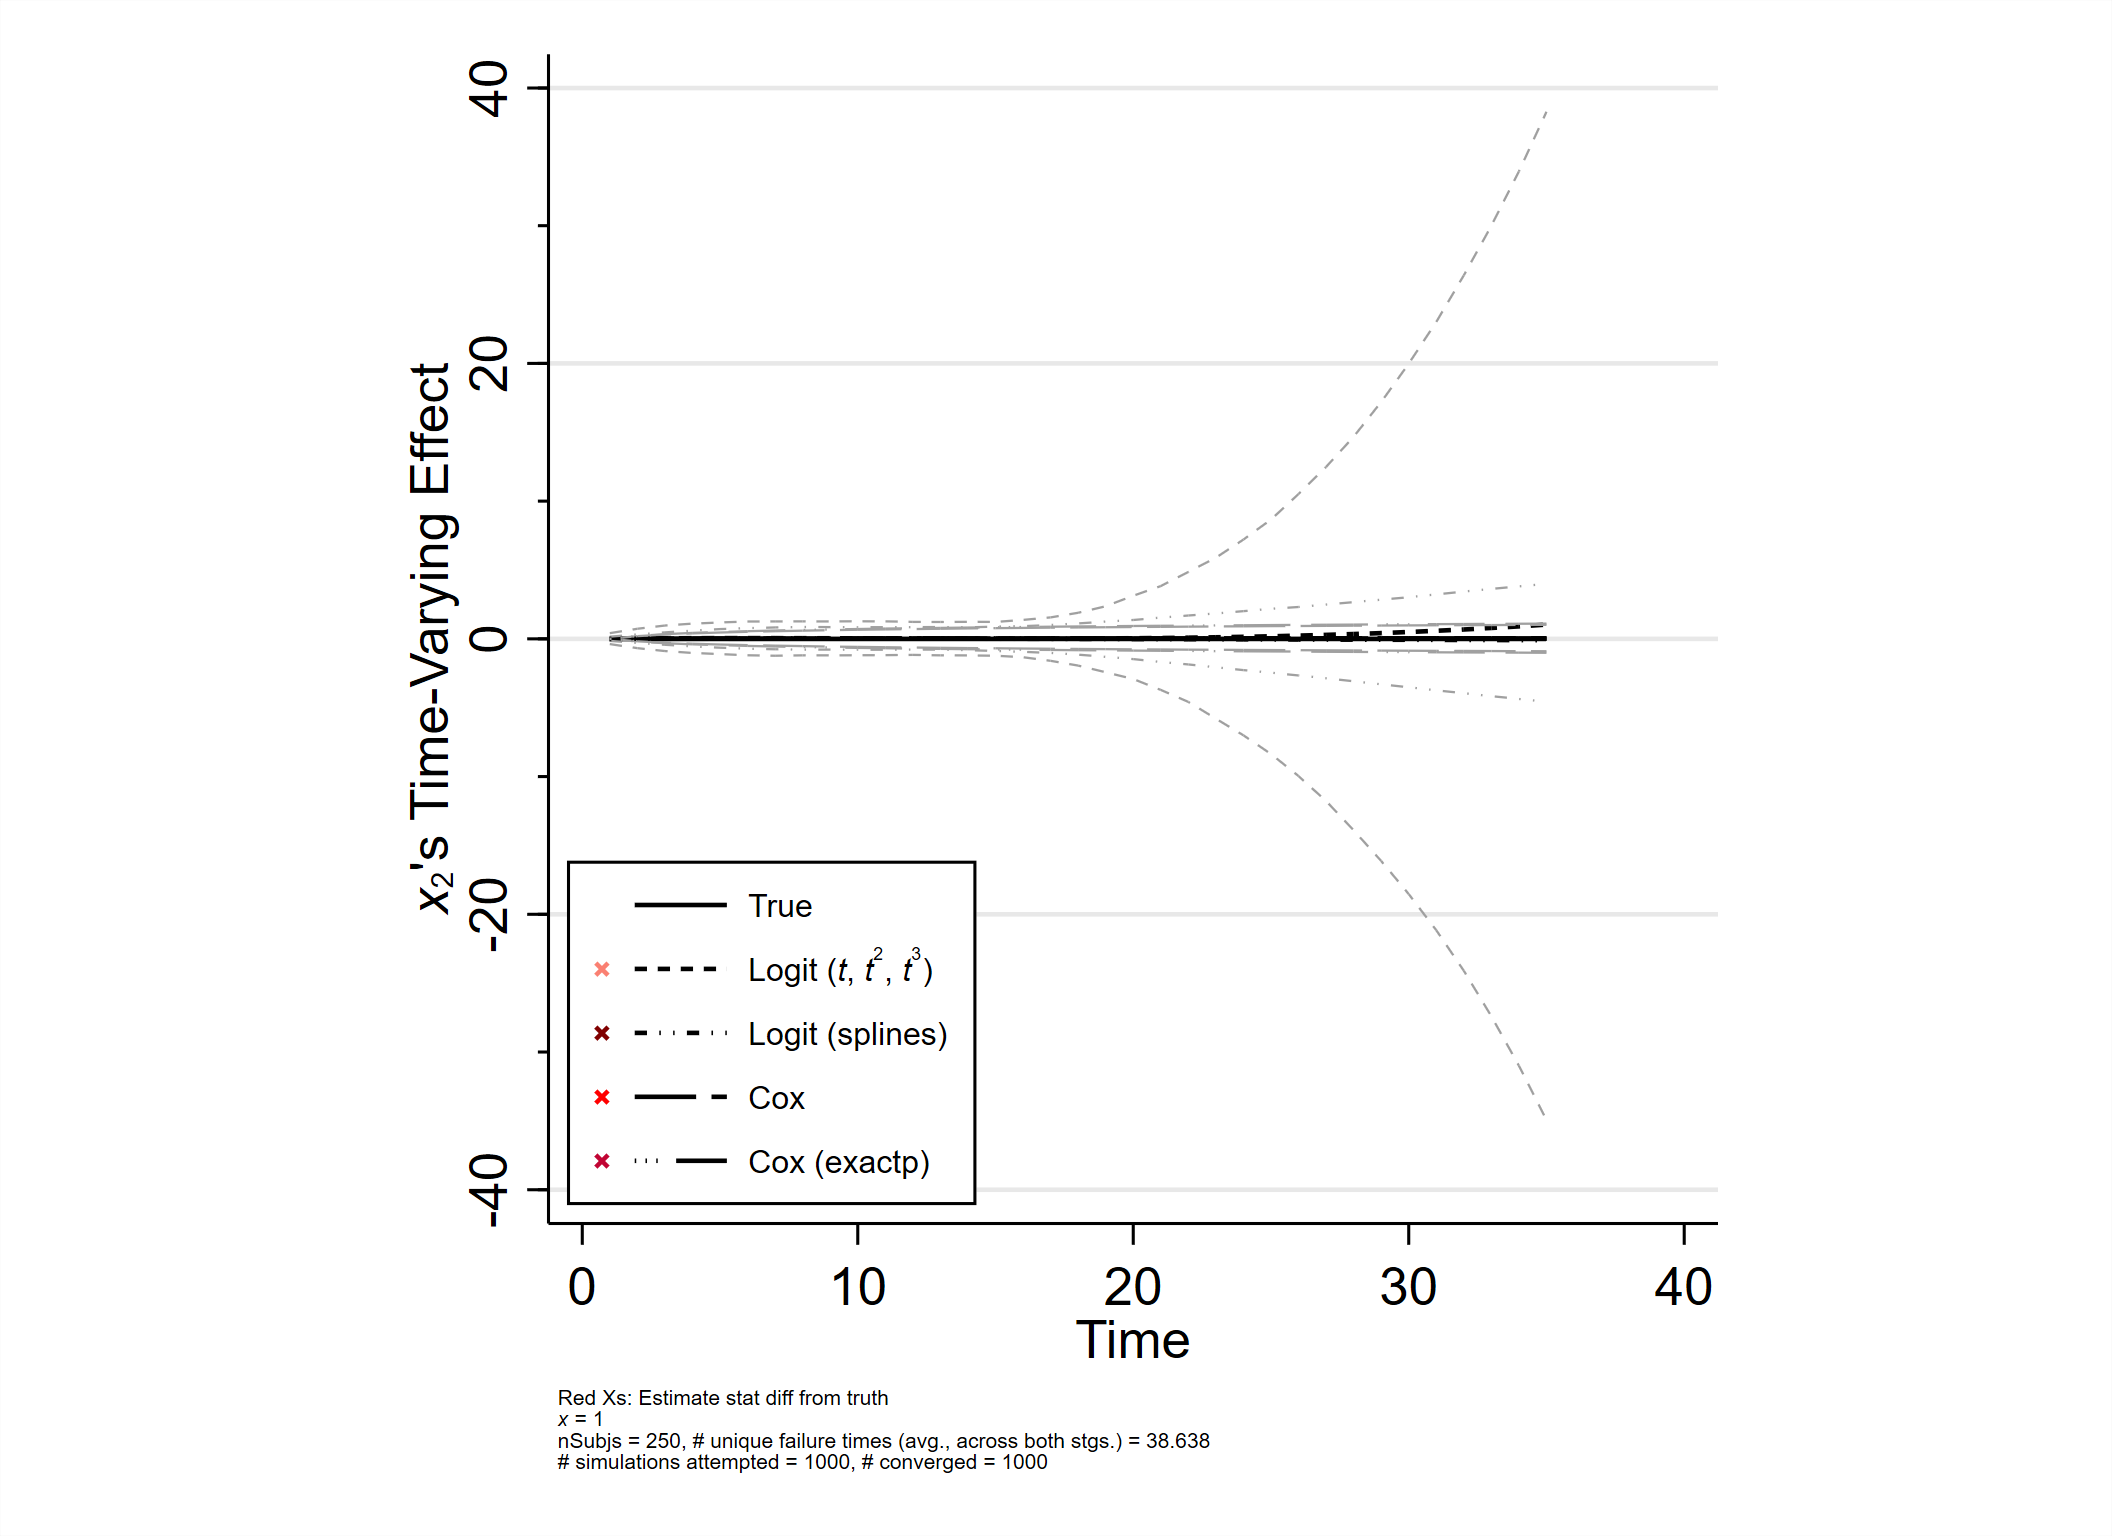 40
20
0
-20
-40
x₂'s Time-Varying Effect
True
Logit (t, t², t³)
Logit (splines)
Cox
Cox (exactp)
0 10 20 30 40
Time
Red Xs: Estimate stat diff from truth
x = 1
nSubjs = 250, # unique failure times (avg., across both stgs.) = 38.638
# simulations attempted = 1000, # converged = 1000